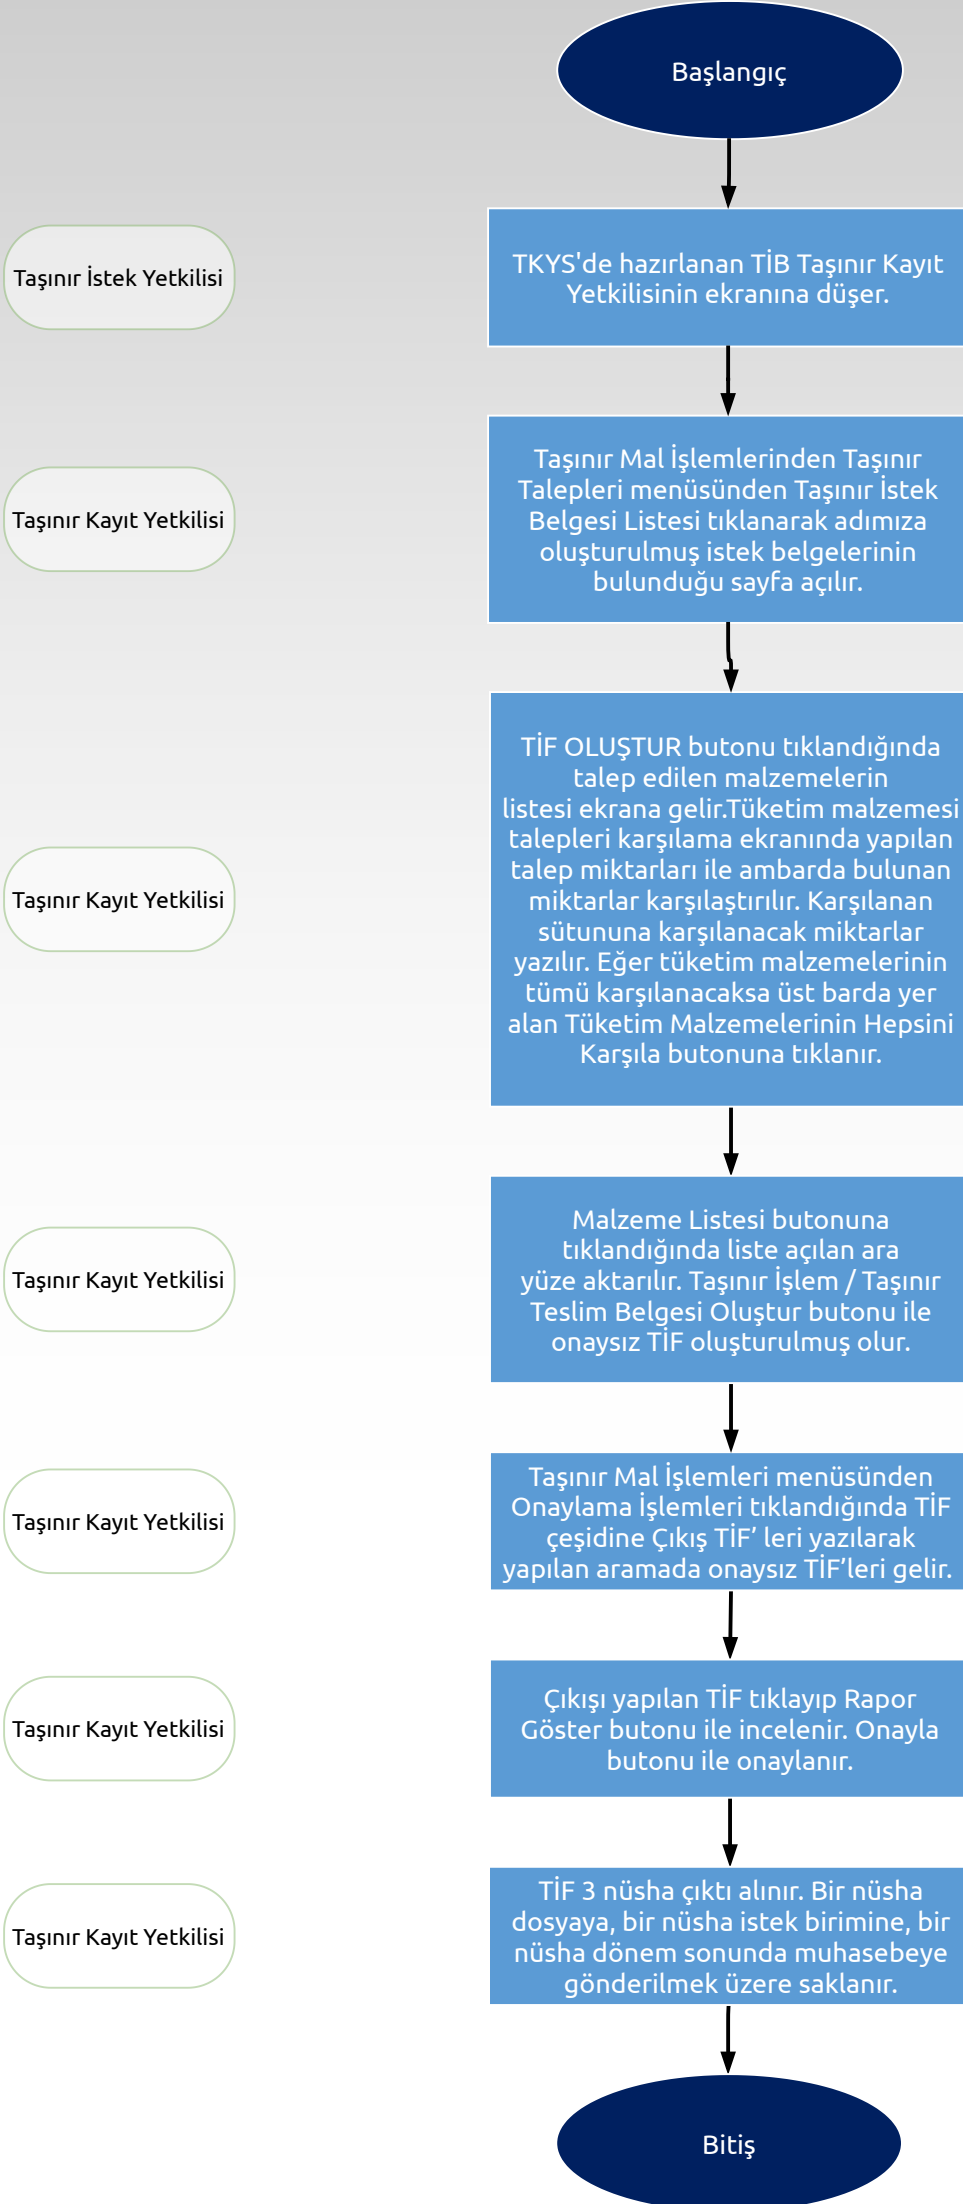 Başlangıç
Taşınır İstek Yetkilisi
TKYS'de hazırlanan TİB Taşınır Kayıt
Yetkilisinin ekranına düşer.
Taşınır Kayıt Yetkilisi
Taşınır Mal İşlemlerinden Taşınır
Talepleri menüsünden Taşınır İstek
Belgesi Listesi tıklanarak adımıza
oluşturulmuş istek belgelerinin
bulunduğu sayfa açılır.
Taşınır Kayıt Yetkilisi
TİF OLUŞTUR butonu tıklandığında
talep edilen malzemelerin
listesi ekrana gelir.Tüketim malzemesi
talepleri karşılama ekranında yapılan
talep miktarları ile ambarda bulunan
miktarlar karşılaştırılır. Karşılanan
sütununa karşılanacak miktarlar
yazılır. Eğer tüketim malzemelerinin
tümü karşılanacaksa üst barda yer
alan Tüketim Malzemelerinin Hepsini
Karşıla butonuna tıklanır.
Taşınır Kayıt Yetkilisi
Malzeme Listesi butonuna
tıklandığında liste açılan ara
yüze aktarılır. Taşınır İşlem / Taşınır
Teslim Belgesi Oluştur butonu ile
onaysız TİF oluşturulmuş olur.
Taşınır Kayıt Yetkilisi
Taşınır Mal İşlemleri menüsünden
Onaylama İşlemleri tıklandığında TİF
çeşidine Çıkış TİF’ leri yazılarak
yapılan aramada onaysız TİF’leri gelir.
Taşınır Kayıt Yetkilisi
Çıkışı yapılan TİF tıklayıp Rapor
Göster butonu ile incelenir. Onayla
butonu ile onaylanır.
Taşınır Kayıt Yetkilisi
TİF 3 nüsha çıktı alınır. Bir nüsha
dosyaya, bir nüsha istek birimine, bir
nüsha dönem sonunda muhasebeye
gönderilmek üzere saklanır.
Bitiş